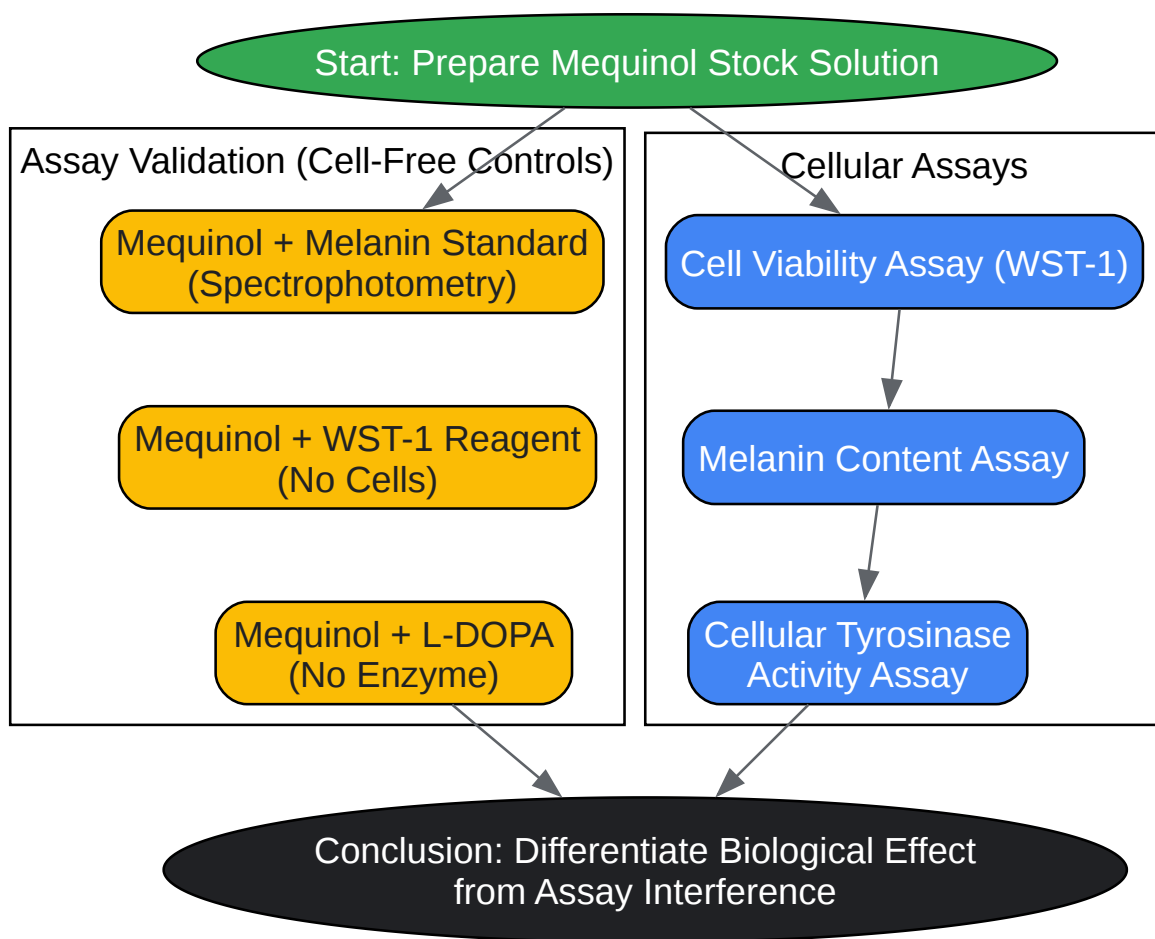 Start: Prepare Mequinol Stock Solution
Assay Validation (Cell-Free Controls)
Mequinol + Melanin Standard
(Spectrophotometry)
Mequinol + WST-1 Reagent
(No Cells)
Mequinol + L-DOPA
(No Enzyme)
Cellular Assays
Cell Viability Assay (WST-1)
Melanin Content Assay
Cellular Tyrosinase
Activity Assay
Conclusion: Differentiate Biological Effect
from Assay Interference